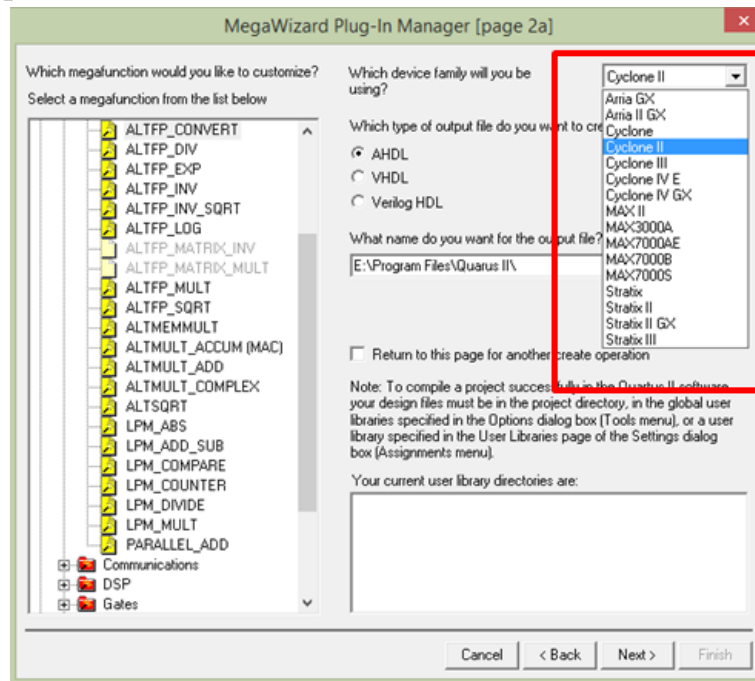 MegaWizard Plug-In Manager [page 2a]
Which megafunction would you like to customize?
Select a megafunction from the list below
ALTFP_CONVERT
ALTFP_DIV
ALTFP_EXP
ALTFP_INV
ALTFP_INV_SQRT
ALTFP_LOG
ALTFP_MATRIX_INV
ALTFP_MATRIX_MULT
ALTFP_MULT
ALTFP_SQRT
ALTMEMMULT
ALTMULT_ACCUM (MAC)
ALTMULT_ADD
ALTMULT_COMPLEX
ALTSQRT
LPM_ABS
LPM_ADD_SUB
LPM_COMPARE
LPM_COUNTER
LPM_DIVIDE
LPM_MULT
PARALLEL_ADD
Communications
DSP
Gates
Which device family will you be
using?
Cyclone II
Arria GX
Arria II GX
Cyclone
Cyclone II
Cyclone III
Cyclone IV E
Cyclone IV GX
MAX II
MAX3000A
MAX7000AE
MAX7000B
MAX7000S
Stratix
Stratix II
Stratix II GX
Stratix III
Which type of output file do you want to cre
AHDL
VHDL
Verilog HDL
What name do you want for the output file?
E:\Program Files\Quarus II\
Return to this page for another create operation
Note: To compile a project successfully in the Quartus II software,
your design files must be in the project directory, in the global user
libraries specified in the Options dialog box (Tools menu), or a user
library specified in the User Libraries page of the Settings dialog
box (Assignments menu).
Your current user library directories are:
Cancel
< Back
Next >
Finish